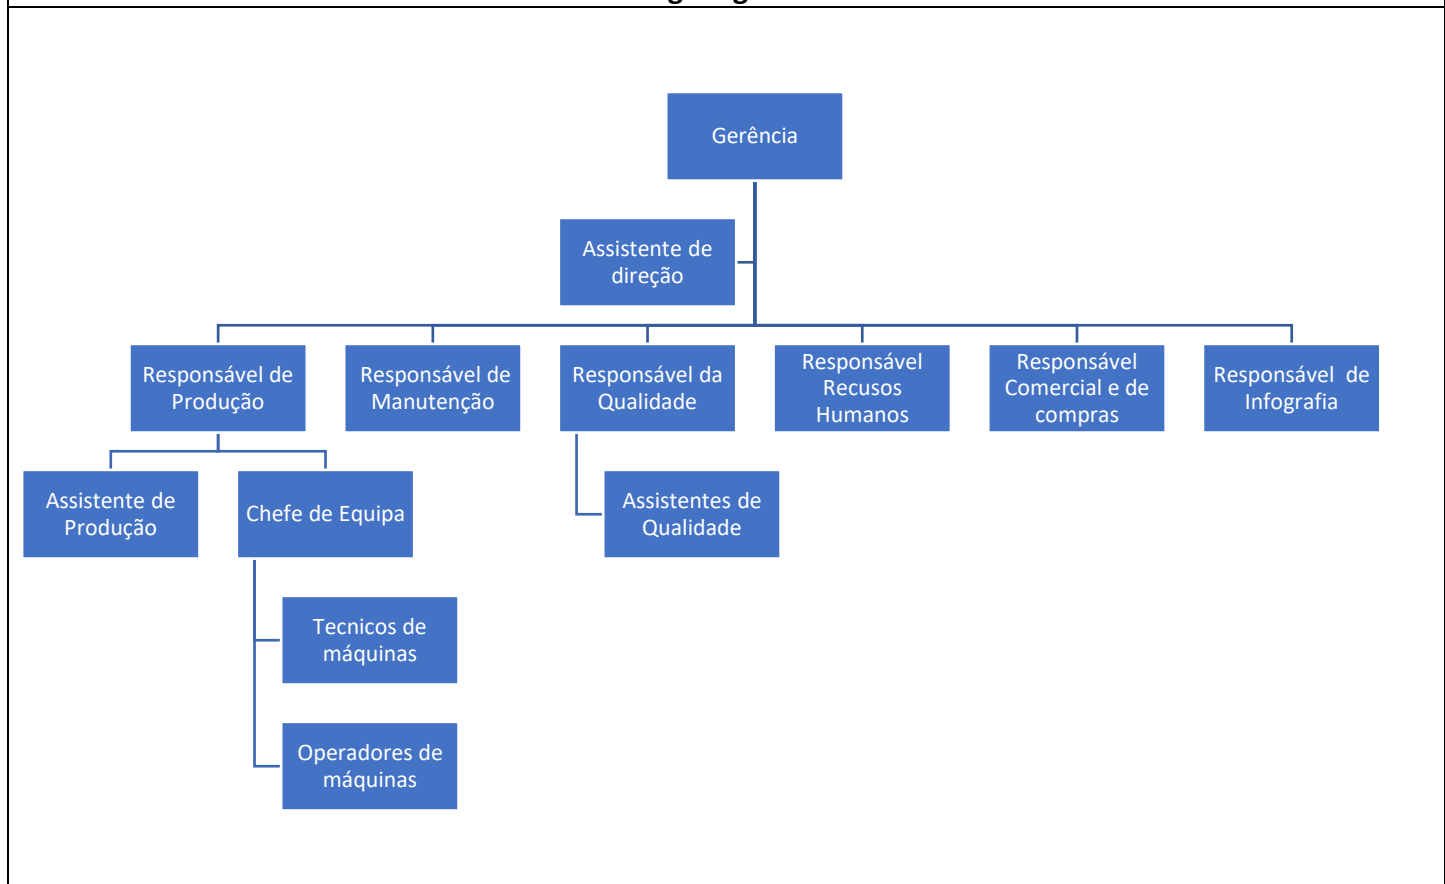 Gerência
Assistente de
direção
Responsável de
Produção
Responsável de
Manutenção
Responsável da
Qualidade
Responsável
Recusos
Humanos
Responsável
Comercial e de
compras
Responsável de
Infografia
Assistente de
Produção
Chefe de Equipa
Assistentes de
Qualidade
Tecnicos de
máquinas
Operadores de
máquinas